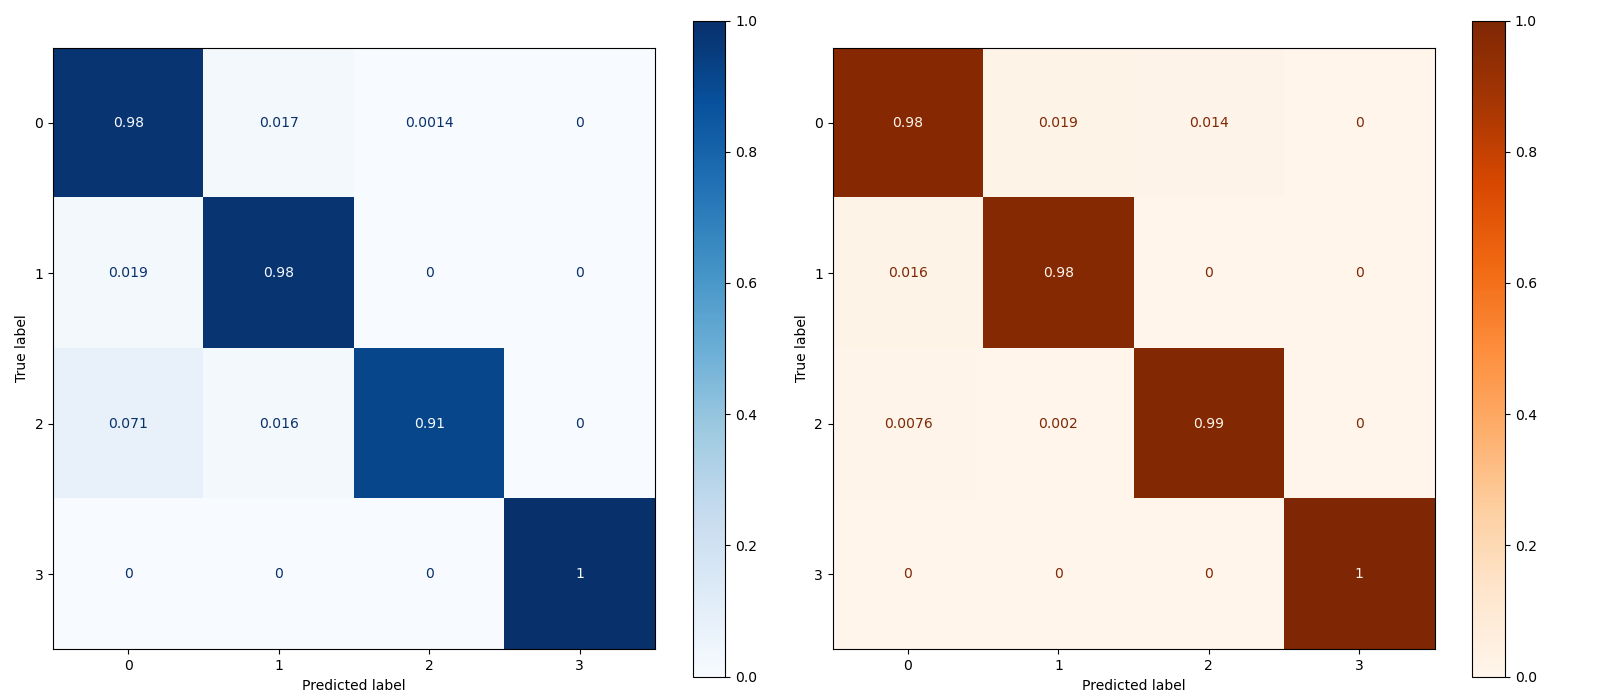 1.0
0.8
0.6
0.4
0.2
0.0
True label
0 0.98 0.017 0.0014 0
1 0.019 0.98 0 0
2 0.071 0.016 0.91 0
3 0 0 0 1
0 1 2 3
Predicted label
1.0
0.8
0.6
0.4
0.2
0.0
True label
0 0.98 0.019 0.014 0
1 0.016 0.98 0 0
2 0.0076 0.002 0.99 0
3 0 0 0 1
0 1 2 3
Predicted label